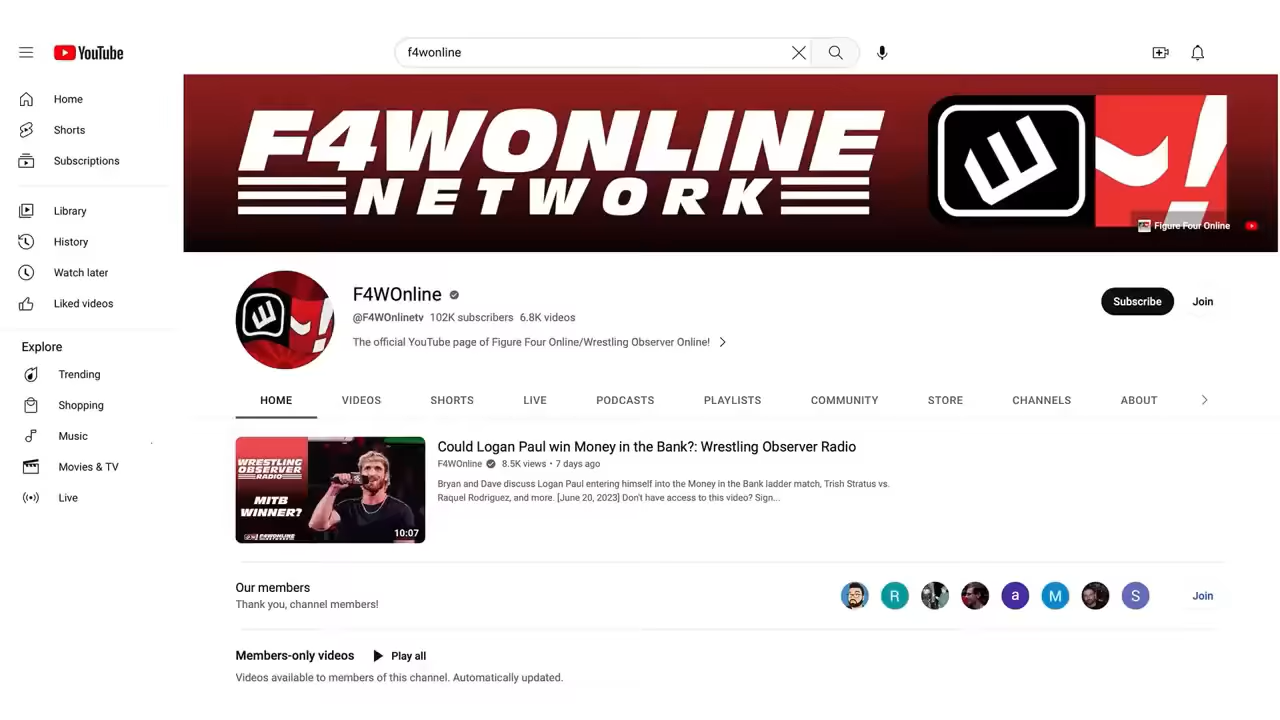 YouTube
f4wonline
Home
Shorts
Subscriptions
Library
History
Watch later
Liked videos
Explore
Trending
Shopping
Music
Movies & TV
Live
F4WONLINE
NETWORK
Figure Four Online
F4WOnline
@F4WOnlinetv 102K subscribers 6.8K videos
The official YouTube page of Figure Four Online/Wrestling Observer Online!
Subscribe
Join
HOME VIDEOS SHORTS LIVE PODCASTS PLAYLISTS COMMUNITY STORE CHANNELS ABOUT
WRESTLING
OBSERVER
RADIO
MITB
WINNER?
F4WONLINE
10:07
Could Logan Paul win Money in the Bank?: Wrestling Observer Radio
F4WOnline 8.5K views • 7 days ago
Bryan and Dave discuss Logan Paul entering himself into the Money in the Bank ladder match, Trish Stratus vs.
Raquel Rodriguez, and more. [June 20, 2023] Don't have access to this video? Sign...
Our members
Thank you, channel members!
R
a
M
S
Join
Members-only videos Play all
Videos available to members of this channel. Automatically updated.